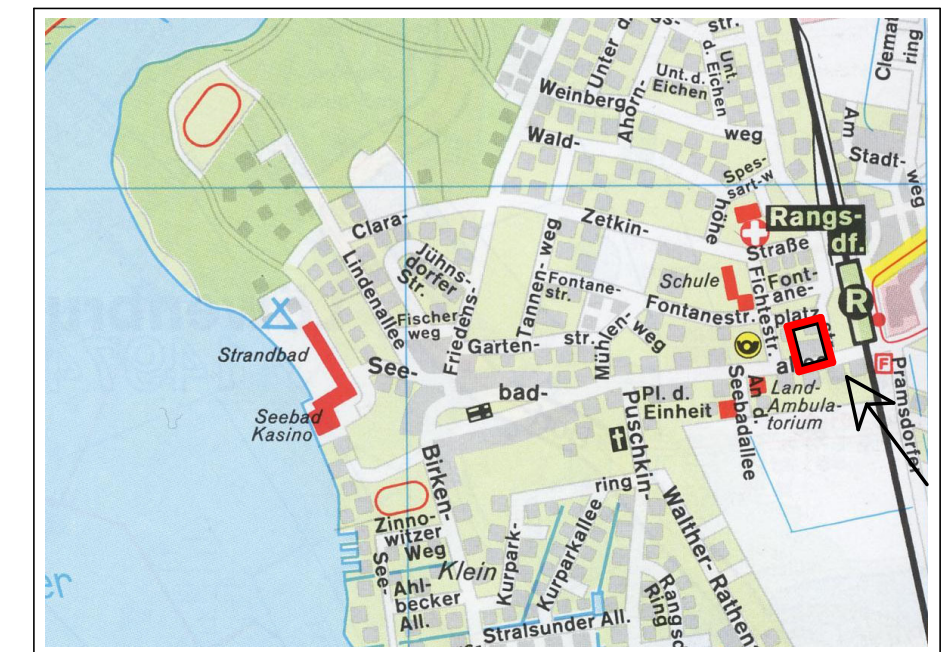 Unter d.
str.
Unt. d. Eichen
Unt.
d. Eichen
Clemat
ring
Weinberg-
Ahorn-
weg
Am
Stadt-
weg
Wald-
Spes-
sart-w
höhe
Rangs-
df.
Clara-
Zetkin-
Straße
Lindenallee
Jühns-
dorfer
Str.
Friedens-
Tannen-
weg
Fontane-
str.
Schule
Fichtestr.
Font-
ane-
platz
R
Fischer
weg
Fontanestr.
Garten-
str.
Mühlen-
weg
Strandbad
See-
bad-
F
Pramsdorfer
Seebad
Kasino
Pl. d.
Einheit
An d.
Seebadallee
Land-
Ambula-
torium
Puschkin-
ring
Birken-
Walther-
Rathen
Zinno-
witzer
Weg
See-
Klein
Kurpark-
Kurparkallee
Ahl-
becker
All.
Stralsunder All.
Ring
Rangsd
er